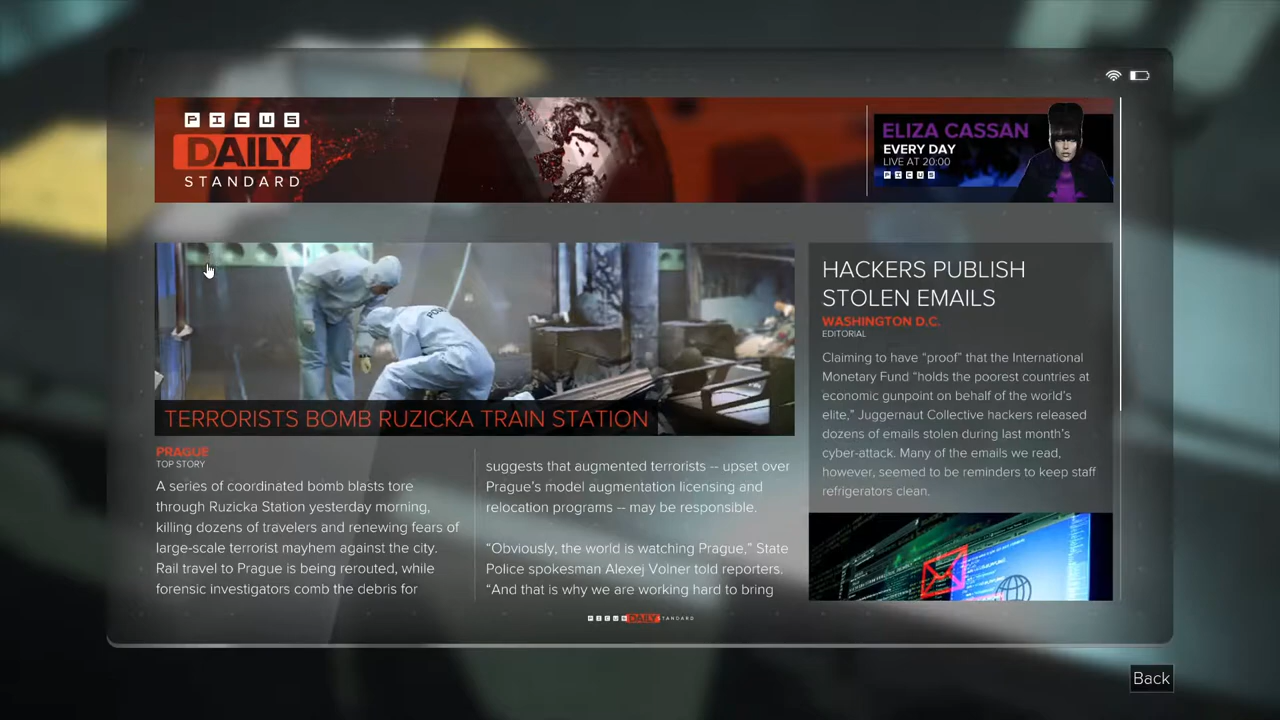 PICUS
DAILY
STANDARD
ELIZA CASSAN
EVERY DAY
LIVE AT 20:00
PICUS
TERRORISTS BOMB RUZICKA TRAIN STATION
PRAGUE
TOP STORY
A series of coordinated bomb blasts tore
through Ruzicka Station yesterday morning,
killing dozens of travelers and renewing fears of
large-scale terrorist mayhem against the city.
Rail travel to Prague is being rerouted, while
forensic investigators comb the debris for
suggests that augmented terrorists -- upset over
Prague's model augmentation licensing and
relocation programs -- may be responsible.
“Obviously, the world is watching Prague,” State
Police spokesman Alexej Volner told reporters.
“And that is why we are working hard to bring
HACKERS PUBLISH
STOLEN EMAILS
WASHINGTON D.C.
EDITORIAL
Claiming to have “proof” that the International
Monetary Fund “holds the poorest countries at
economic gunpoint on behalf of the world's
elite,” Juggernaut Collective hackers released
dozens of emails stolen during last month's
cyber-attack. Many of the emails we read,
however, seemed to be reminders to keep staff
refrigerators clean.
PICUS DAILY STANDARD
Back